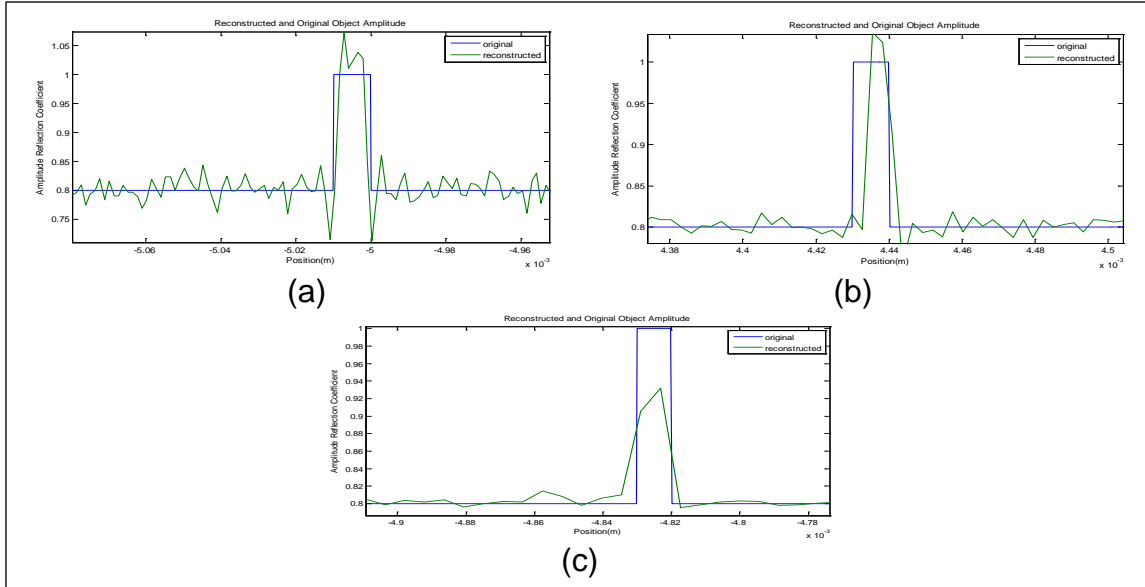 Reconstructed and Original Object Amplitude
original
reconstructed
Amplitude Reflection Coefficient
1.05
1
0.95
0.9
0.85
0.8
0.75
-5.06
-5.04
-5.02
-5
-4.98
-4.96
Position(m)
x 10-3
(a)
Reconstructed and Original Object Amplitude
original
reconstructed
Amplitude Reflection Coefficient
1
0.95
0.9
0.85
0.8
4.38
4.4
4.42
4.44
4.46
4.48
4.5
Position(m)
x 10-3
(b)
Reconstructed and Original Object Amplitude
original
reconstructed
Amplitude Reflection Coefficient
1
0.98
0.96
0.94
0.92
0.9
0.88
0.86
0.84
0.82
0.8
-4.9
-4.88
-4.86
-4.84
-4.82
-4.8
-4.78
Position(m)
x 10-3
(c)